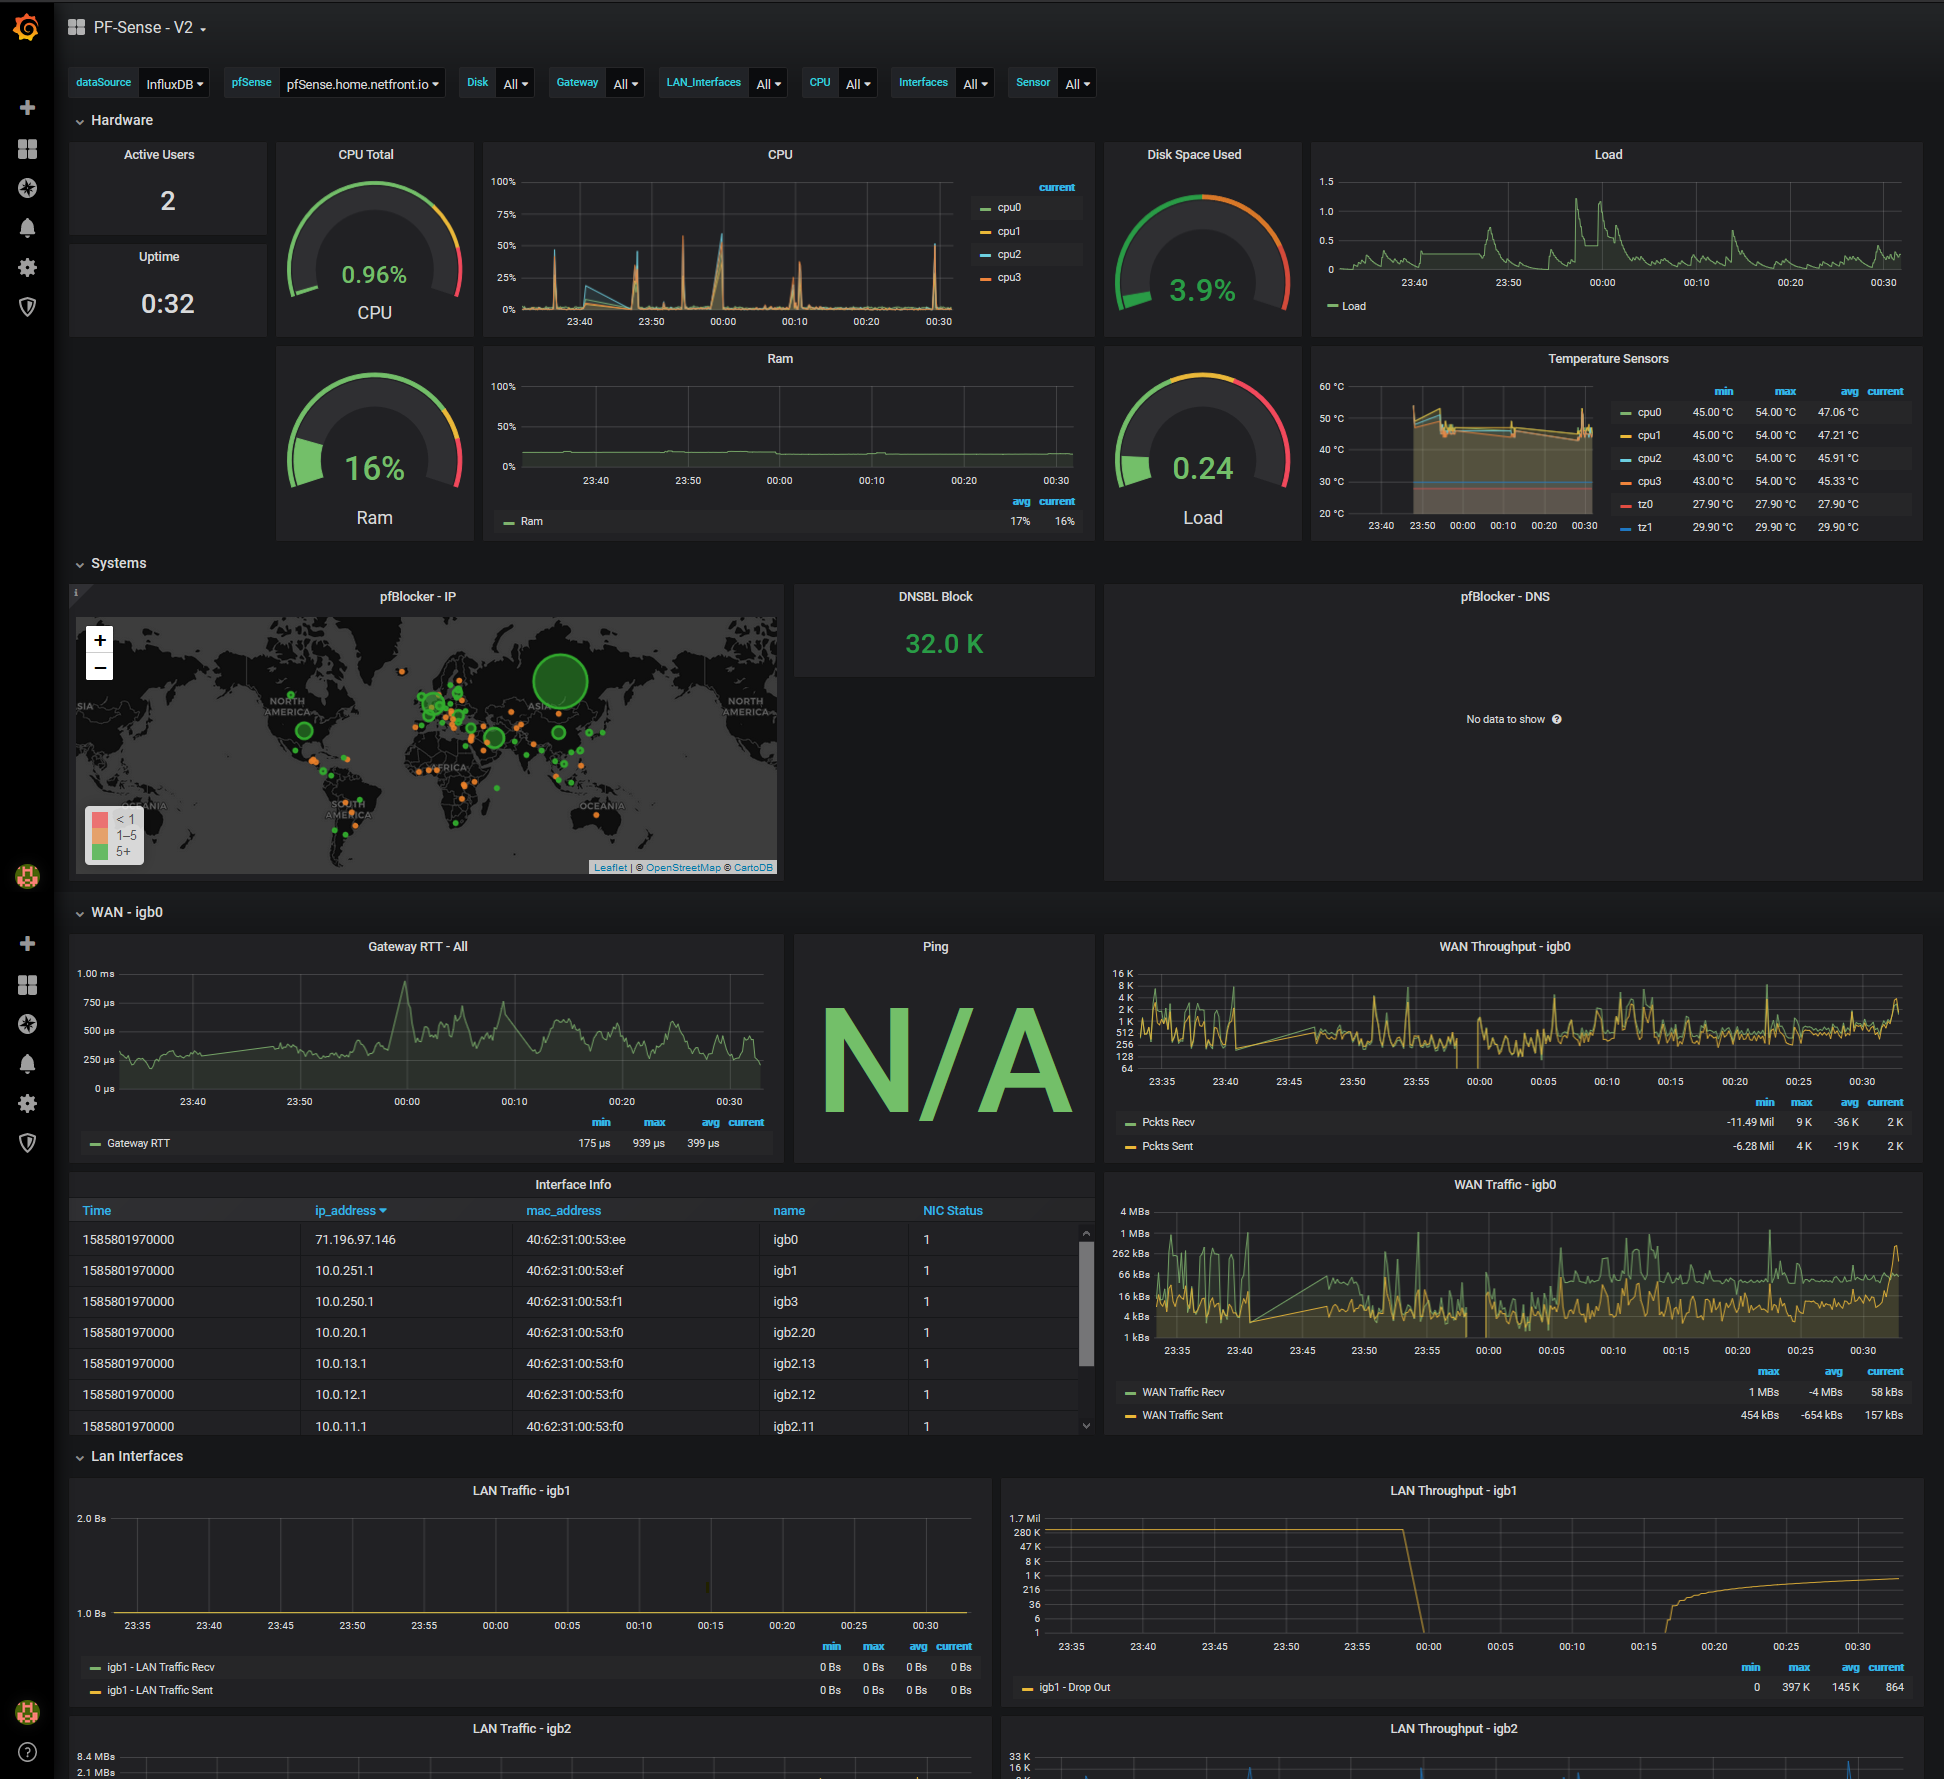 PF-Sense - V2
dataSource InfluxDB pfSense pfSense.home.netfront.io Disk All Gateway All LAN_Interfaces All CPU All Interfaces All Sensor All
Hardware
Active Users
2
Uptime
0:32
CPU Total
0.96%
CPU
CPU
100%
75%
50%
25%
0%
23:40 23:50 00:00 00:10 00:20 00:30
current
cpu0
cpu1
cpu2
cpu3
Disk Space Used
3.9%
Load
1.5
1.0
0.5
0
23:40 23:50 00:00 00:10 00:20 00:30
Load
16%
Ram
Ram
100%
50%
0%
23:40 23:50 00:00 00:10 00:20 00:30
avg current
Ram 17% 16%
0.24
Load
Temperature Sensors
60 °C
50 °C
40 °C
30 °C
20 °C
23:40 23:50 00:00 00:10 00:20 00:30
min max avg current
cpu0 45.00 °C 54.00 °C 47.06 °C
cpu1 45.00 °C 54.00 °C 47.21 °C
cpu2 43.00 °C 54.00 °C 45.91 °C
cpu3 43.00 °C 54.00 °C 45.33 °C
tz0 27.90 °C 27.90 °C 27.90 °C
tz1 29.90 °C 29.90 °C 29.90 °C
Systems
i
pfBlocker - IP
+
−
SIA
NORTH AMERICA
ASIA
NORTH AMERICA
AFRICA
SOUTH AMERICA
OCEANIA
OCEANIA
< 1
1–5
5+
Leaflet | © OpenStreetMap © CartoDB
DNSBL Block
32.0 K
pfBlocker - DNS
No data to show
WAN - igb0
Gateway RTT - All
1.00 ms
750 µs
500 µs
250 µs
0 µs
23:40 23:50 00:00 00:10 00:20 00:30
min max avg current
Gateway RTT 175 µs 939 µs 399 µs
Ping
N/A
WAN Throughput - igb0
16 K
8 K
4 K
2 K
1 K
512
256
128
64
23:35 23:40 23:45 23:50 23:55 00:00 00:05 00:10 00:15 00:20 00:25 00:30
min max avg current
Pckts Recv -11.49 Mil 9 K -36 K 2 K
Pckts Sent -6.28 Mil 4 K -19 K 2 K
Interface Info
Time ip_address mac_address name NIC Status
1585801970000 71.196.97.146 40:62:31:00:53:ee igb0 1
1585801970000 10.0.251.1 40:62:31:00:53:ef igb1 1
1585801970000 10.0.250.1 40:62:31:00:53:f1 igb3 1
1585801970000 10.0.20.1 40:62:31:00:53:f0 igb2.20 1
1585801970000 10.0.13.1 40:62:31:00:53:f0 igb2.13 1
1585801970000 10.0.12.1 40:62:31:00:53:f0 igb2.12 1
1585801970000 10.0.11.1 40:62:31:00:53:f0 igb2.11 1
WAN Traffic - igb0
4 MBs
1 MBs
262 kBs
66 kBs
16 kBs
4 kBs
1 kBs
23:35 23:40 23:45 23:50 23:55 00:00 00:05 00:10 00:15 00:20 00:25 00:30
max avg current
WAN Traffic Recv 1 MBs -4 MBs 58 kBs
WAN Traffic Sent 454 kBs -654 kBs 157 kBs
Lan Interfaces
LAN Traffic - igb1
2.0 Bs
1.0 Bs
23:35 23:40 23:45 23:50 23:55 00:00 00:05 00:10 00:15 00:20 00:25 00:30
min max avg current
igb1 - LAN Traffic Recv 0 Bs 0 Bs 0 Bs 0 Bs
igb1 - LAN Traffic Sent 0 Bs 0 Bs 0 Bs 0 Bs
LAN Throughput - igb1
1.7 Mil
280 K
47 K
8 K
1 K
216
36
6
1
23:35 23:40 23:45 23:50 23:55 00:00 00:05 00:10 00:15 00:20 00:25 00:30
min max avg current
igb1 - Drop Out 0 397 K 145 K 864
LAN Traffic - igb2
8.4 MBs
2.1 MBs
LAN Throughput - igb2
33 K
16 K